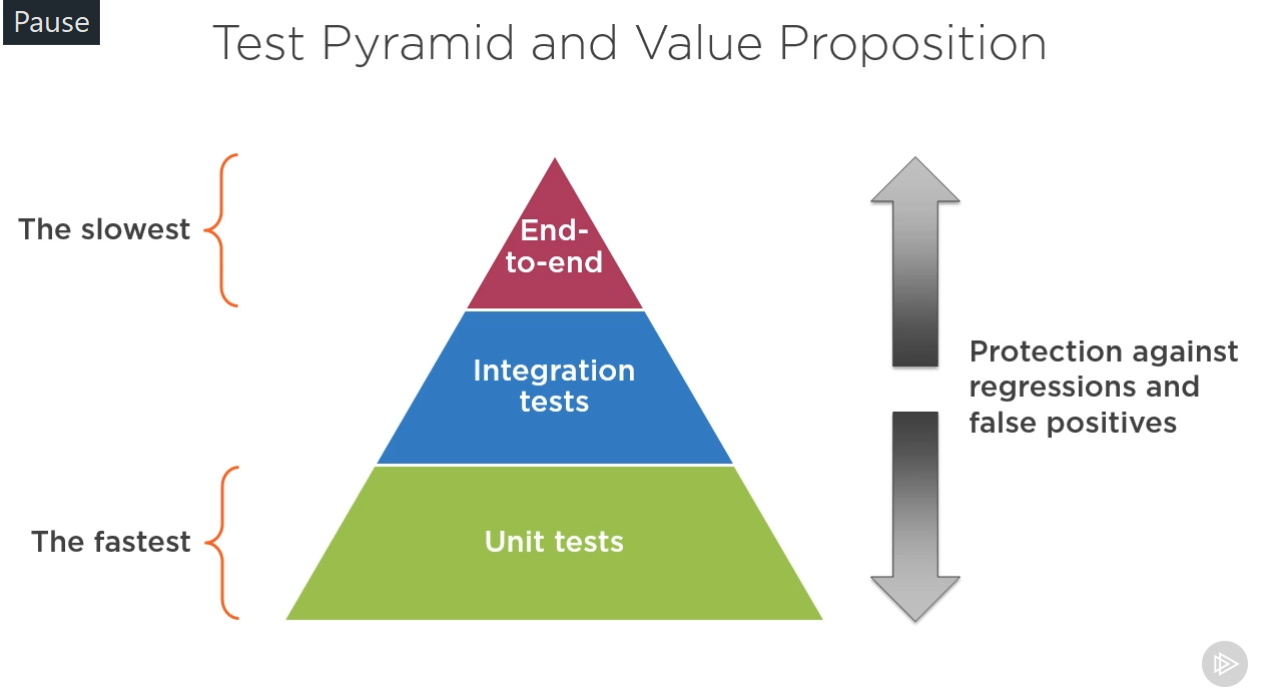 Pause
Test Pyramid and Value Proposition
The slowest
End-
to-end
Integration
tests
Protection against
regressions and
false positives
The fastest
Unit tests